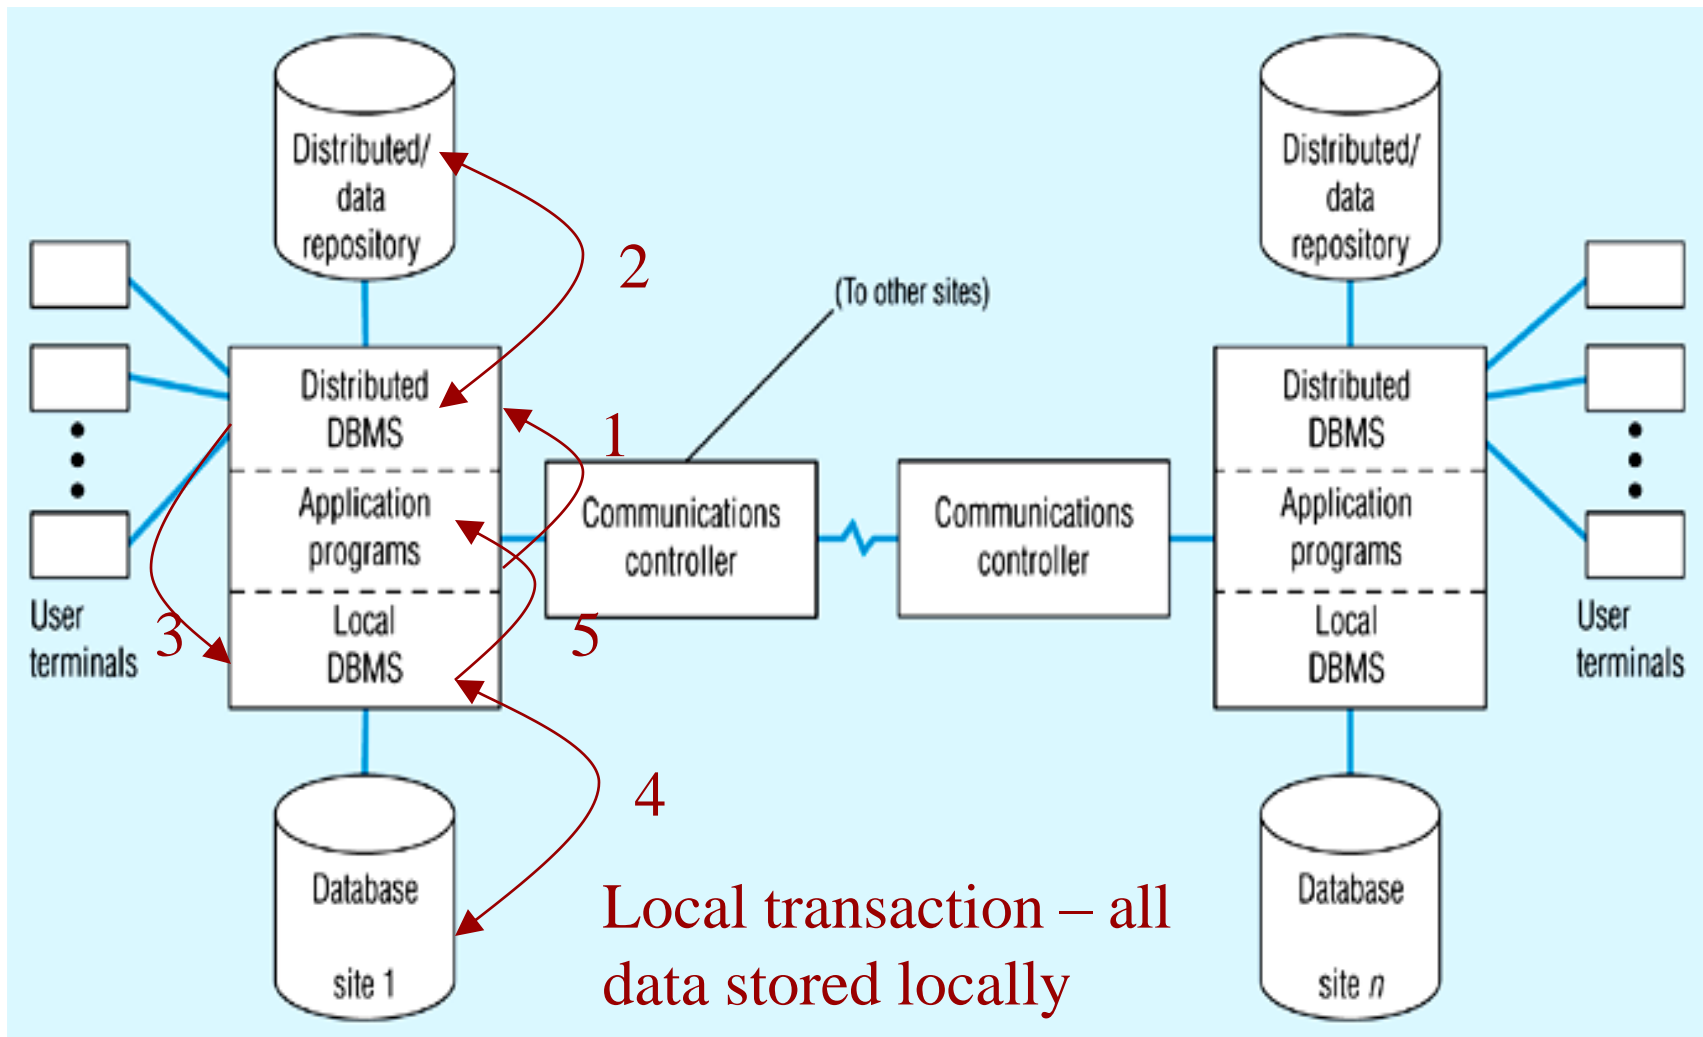 Distributed/
data
repository
Distributed/
data
repository
2
(To other sites)
Distributed
DBMS
1
Distributed
DBMS
Application
programs
Communications
controller
Communications
controller
Application
programs
User
terminals
3
Local
DBMS
5
Local
DBMS
User
terminals
4
Database
site 1
Local transaction – all
data stored locally
Database
site n